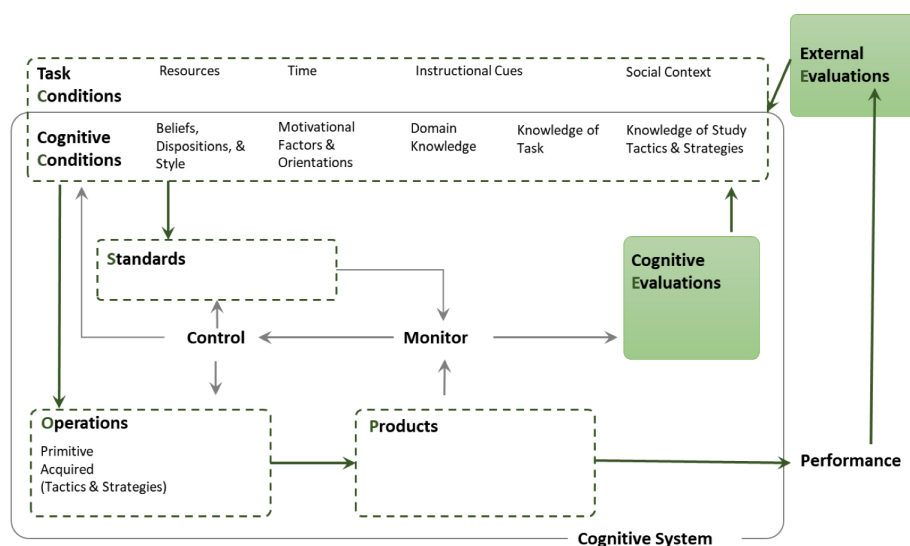 Task
Conditions
Resources
Time
Instructional Cues
Social Context
External
Evaluations
Cognitive
Conditions
Beliefs,
Dispositions, &
Style
Motivational
Factors &
Orientations
Domain
Knowledge
Knowledge of
Task
Knowledge of Study
Tactics & Strategies
Standards
Cognitive
Evaluations
Control
Monitor
Operations
Primitive
Acquired
(Tactics & Strategies)
Products
Performance
Cognitive System